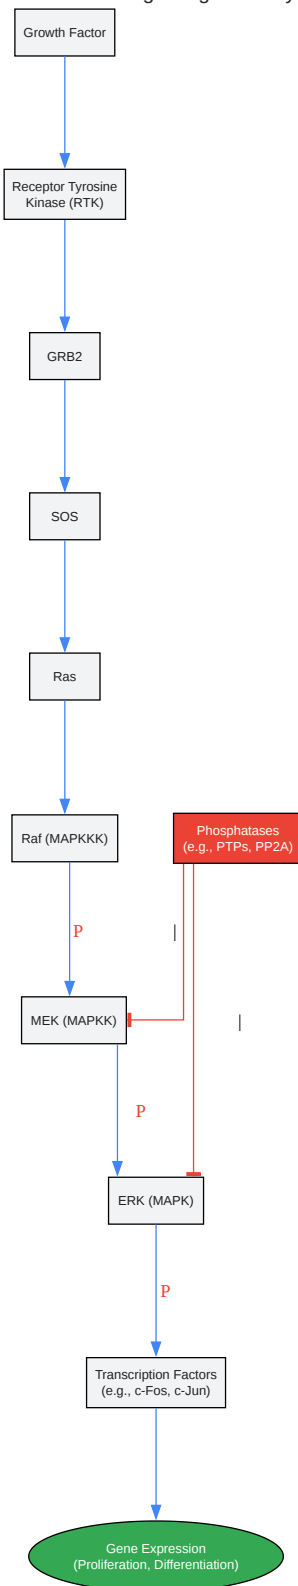 Growth Factor
Receptor Tyrosine
Kinase (RTK)
GRB2
SOS
Ras
Raf (MAPKKK)
Phosphatases
(e.g., PTPs, PP2A)
P
|
MEK (MAPKK)
|
P
ERK (MAPK)
P
Transcription Factors
(e.g., c-Fos, c-Jun)
Gene Expression
(Proliferation, Differentiation)